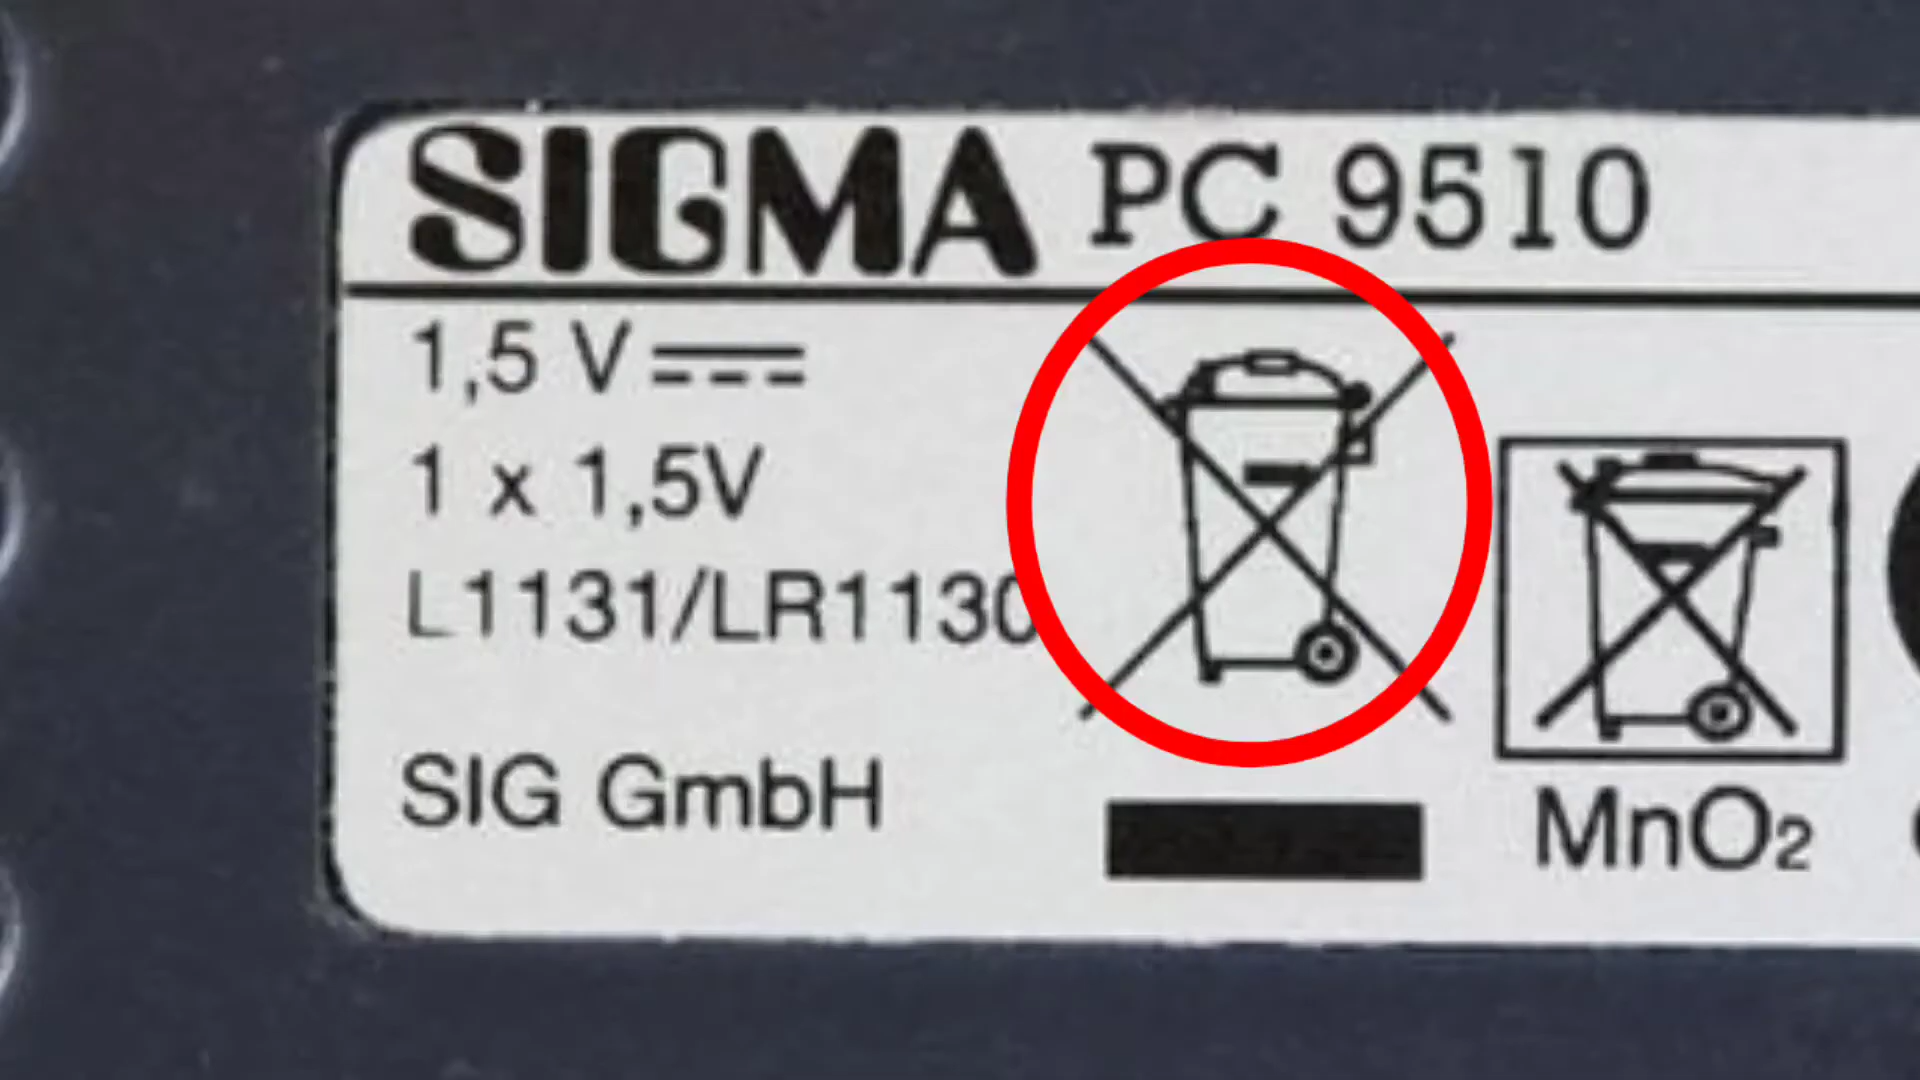 SIGMA PC 9510
1,5 V
1 x 1,5V
L1131/LR1130
SIG GmbH
MnO₂